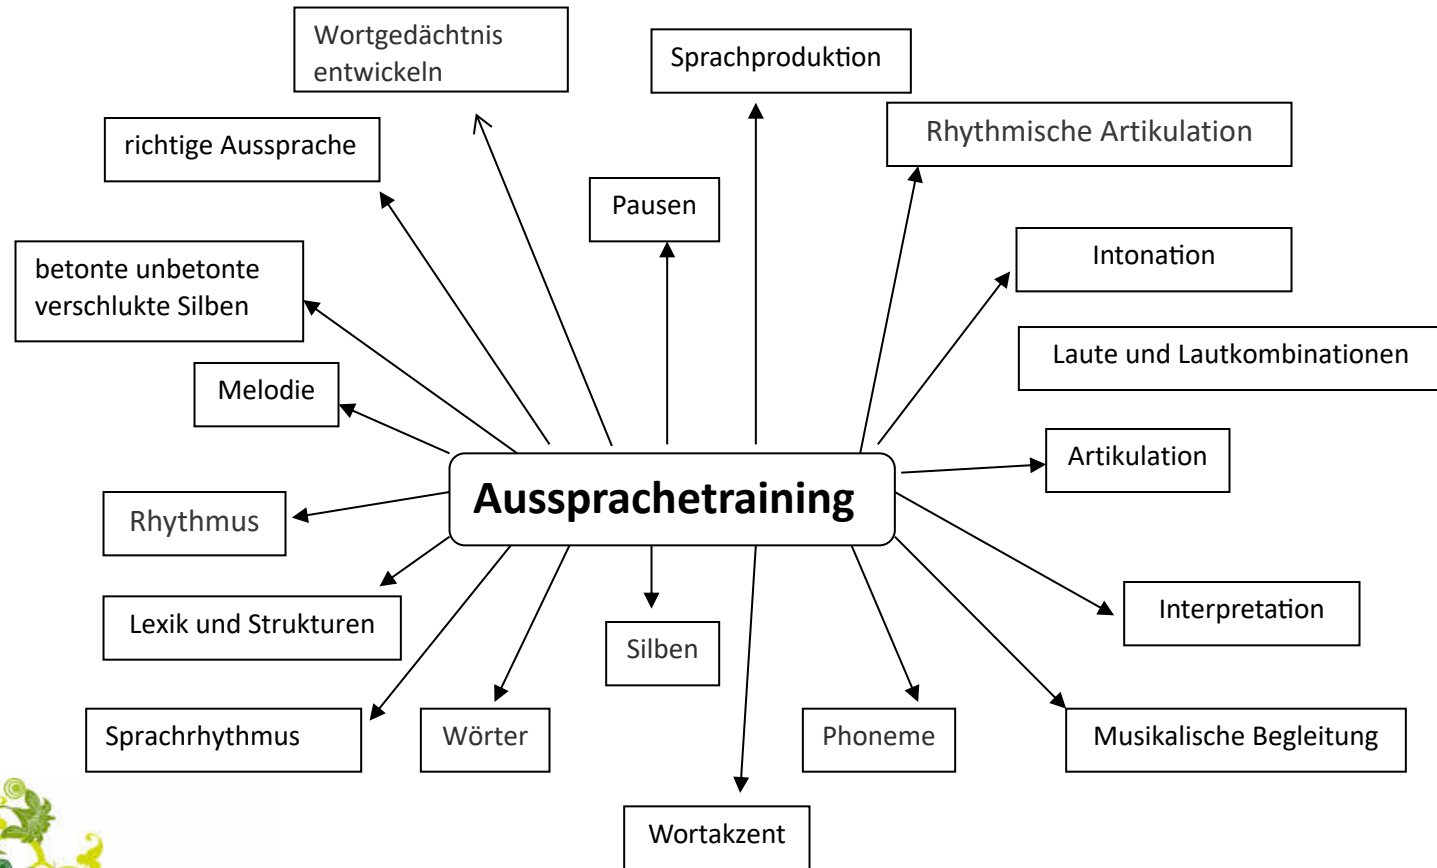 Wortgedächtnis
entwickeln
Sprachproduktion
Rhythmische Artikulation
richtige Aussprache
Pausen
Intonation
betonte unbetonte
verschlukte Silben
Laute und Lautkombinationen
Melodie
Artikulation
Aussprachetraining
Rhythmus
Interpretation
Lexik und Strukturen
Silben
Sprachrhythmus
Wörter
Phoneme
Musikalische Begleitung
Wortakzent